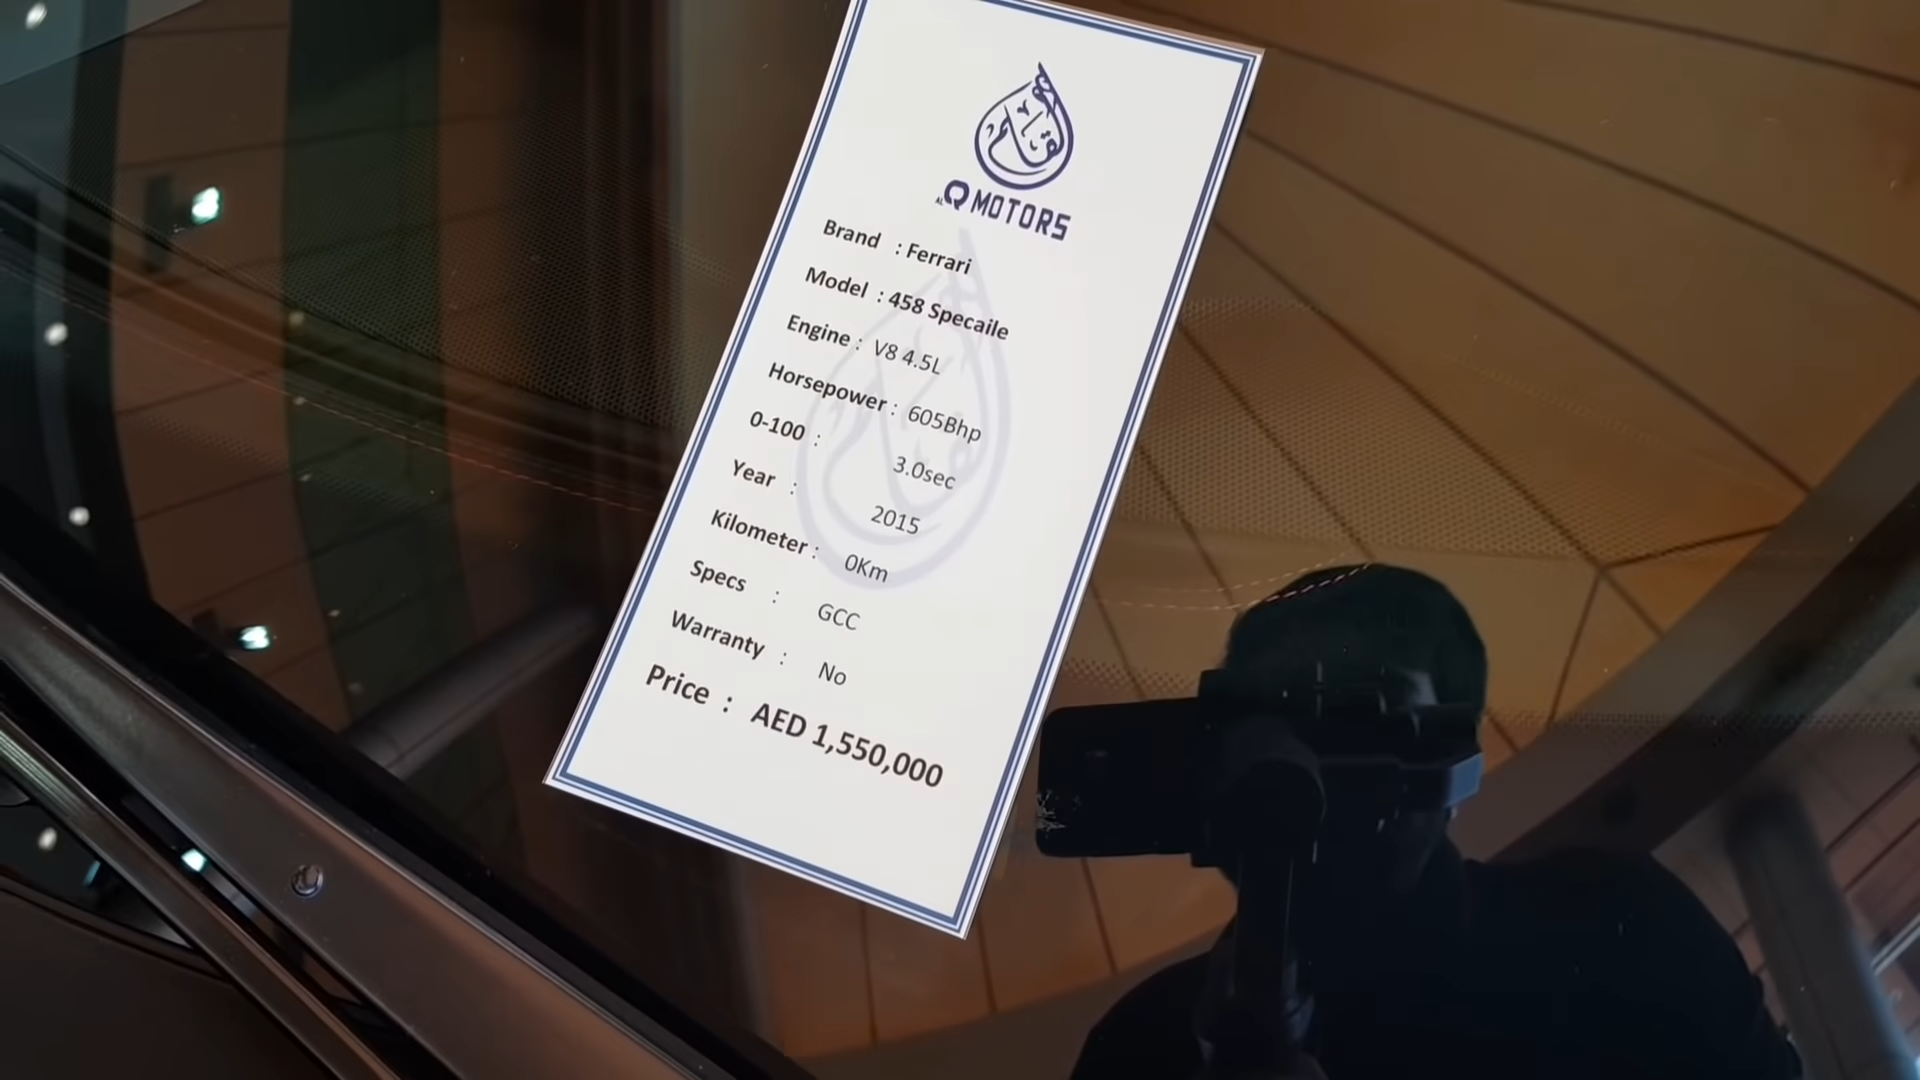 AL Q MOTORS
Brand : Ferrari
Model : 458 Specaile
Engine : V8 4.5L
Horsepower : 605Bhp
0-100 : 3.0sec
Year : 2015
Kilometer : 0Km
Specs : GCC
Warranty : No
Price : AED 1,550,000